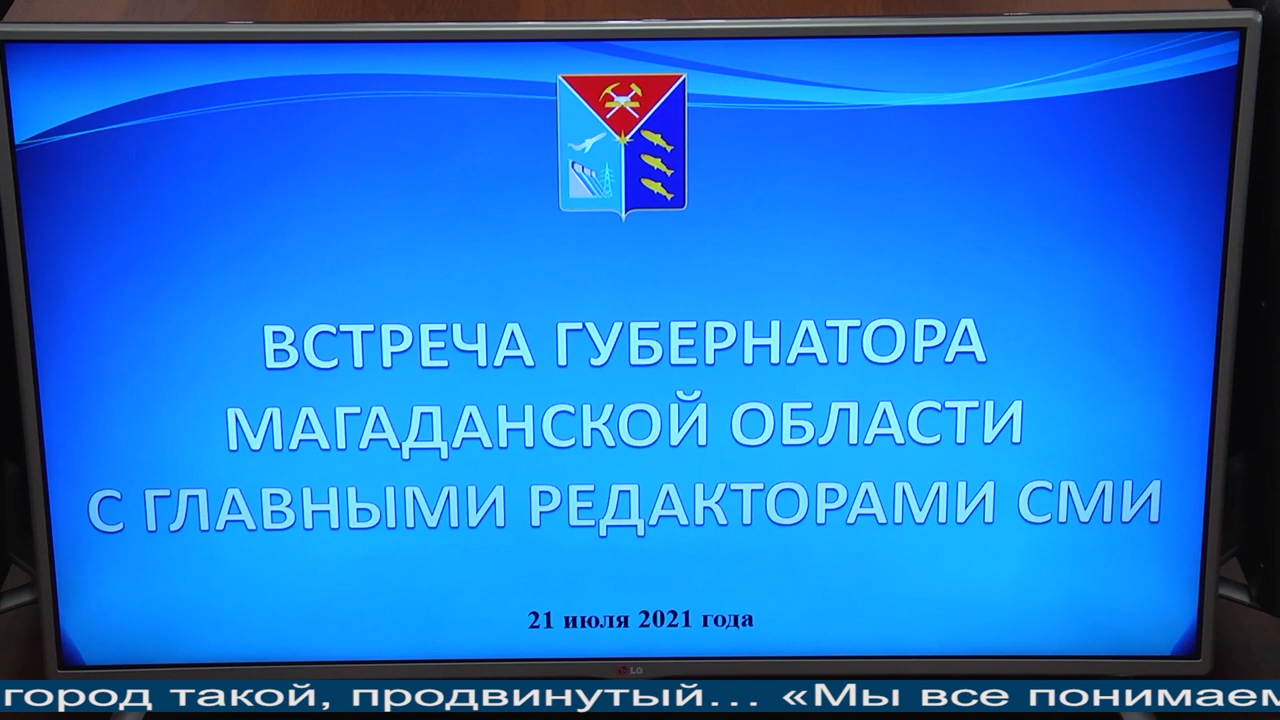 ВСТРЕЧА ГУБЕРНАТОРА
МАГАДАНСКОЙ ОБЛАСТИ
С ГЛАВНЫМИ РЕДАКТОРАМИ СМИ
21 июля 2021 года
LG
город такой, продвинутый... «Мы все понимаем